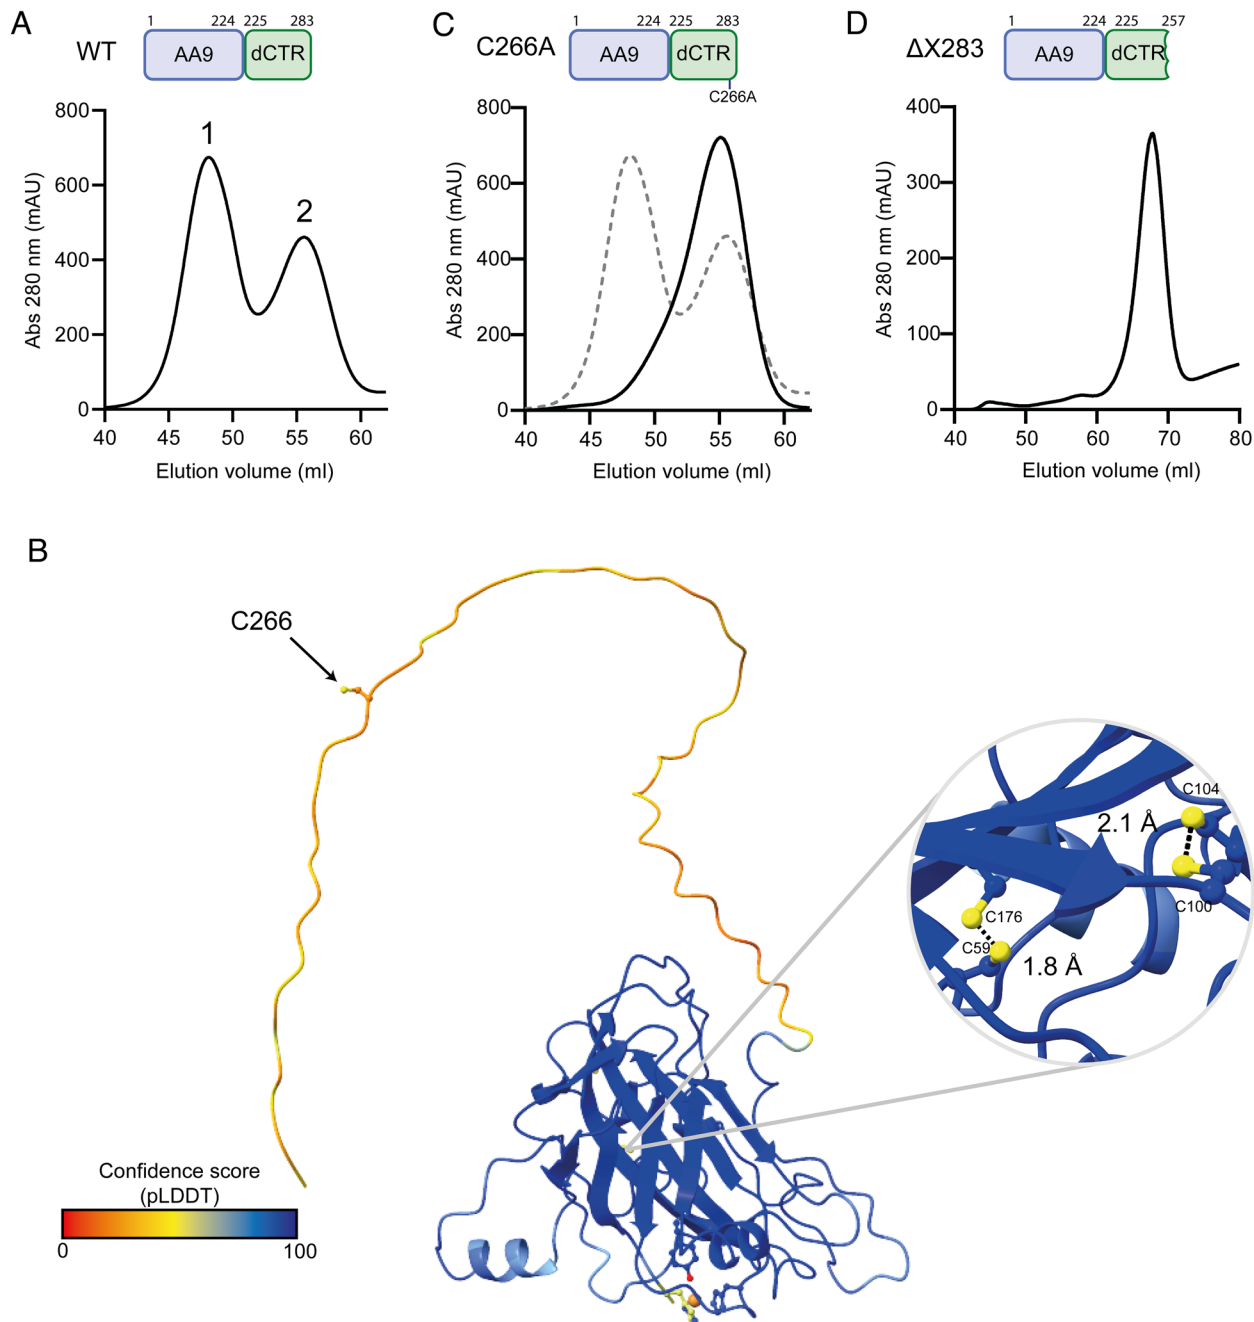 A
WT
1 224 225 283
AA9 dCTR
800
600
400
200
0
Abs 280 nm (mAU)
1
2
40 45 50 55 60
Elution volume (ml)
C
C266A
1 224 225 283
AA9 dCTR
C266A
800
600
400
200
0
Abs 280 nm (mAU)
40 45 50 55 60
Elution volume (ml)
D
ΔX283
1 224 225 257
AA9 dCTR
400
300
200
100
0
Abs 280 nm (mAU)
40 50 60 70 80
Elution volume (ml)
B
C266
C104
2.1 Å
C100
C176
C59
1.8 Å
Confidence score
(pLDDT)
0 100